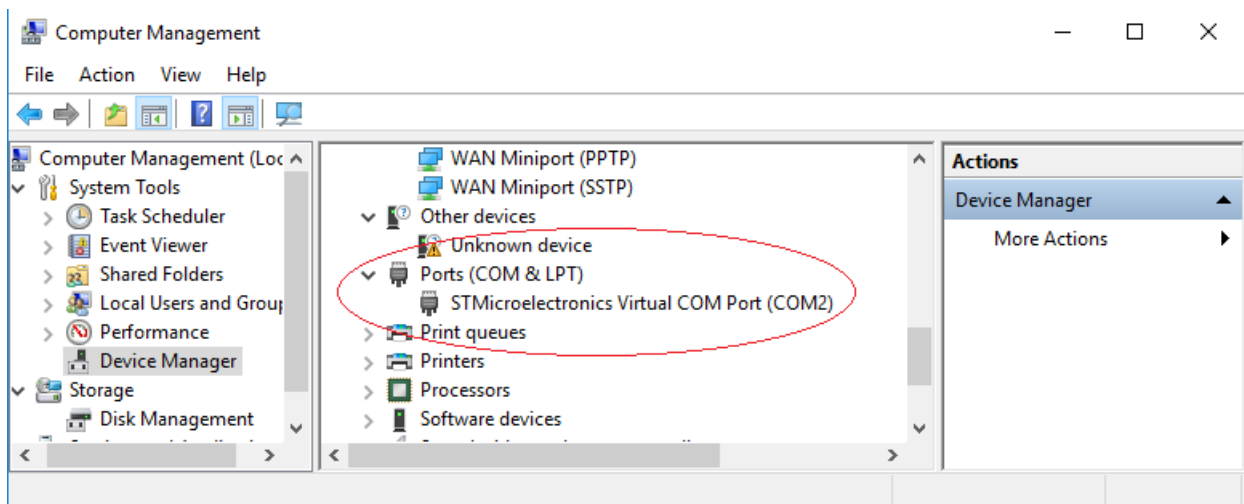 Computer Management
File Action View Help
Computer Management (Loc
System Tools
Task Scheduler
Event Viewer
Shared Folders
Local Users and Group
Performance
Device Manager
Storage
Disk Management
WAN Miniport (PPTP)
WAN Miniport (SSTP)
Other devices
Unknown device
Ports (COM & LPT)
STMicroelectronics Virtual COM Port (COM2)
Print queues
Printers
Processors
Software devices
Actions
Device Manager
More Actions